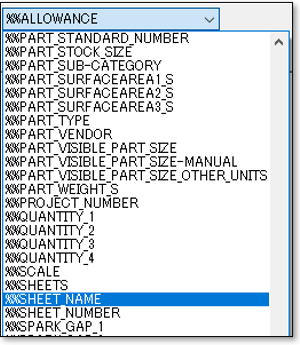 %%ALLOWANCE
%%PART_STANDARD_NUMBER
%%PART_STOCK_SIZE
%%PART_SUB-CATEGORY
%%PART_SURFACEAREA1_S
%%PART_SURFACEAREA2_S
%%PART_SURFACEAREA3_S
%%PART_TYPE
%%PART_VENDOR
%%PART_VISIBLE_PART_SIZE
%%PART_VISIBLE_PART_SIZE-MANUAL
%%PART_VISIBLE_PART_SIZE_OTHER_UNITS
%%PART_WEIGHT_S
%%PROJECT_NUMBER
%%QUANTITY_1
%%QUANTITY_2
%%QUANTITY_3
%%QUANTITY_4
%%SCALE
%%SHEETS
%%SHEET_NAME
%%SHEET_NUMBER
%%SPARK_GAP_1